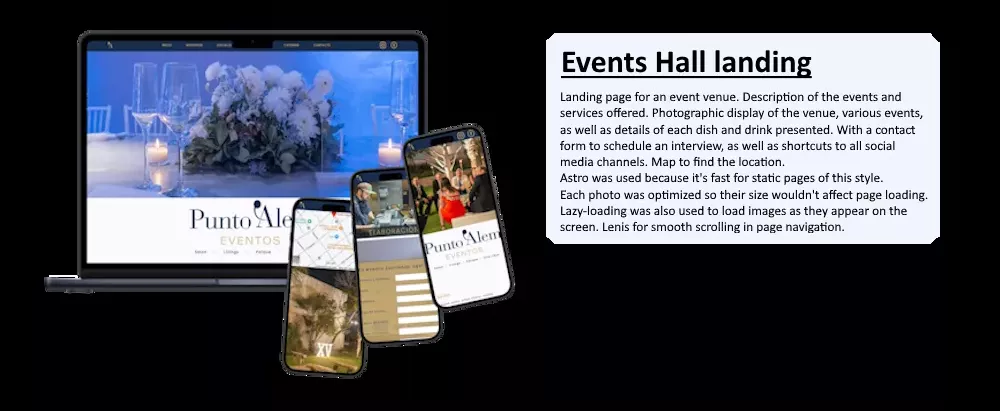 INICIO
CONTACTO
Punto Alem
EVENTOS
ELABORACIÓN
Punto Alem
EVENTOS
XV
Events Hall landing
Landing page for an event venue. Description of the events and
services offered. Photographic display of the venue, various events,
as well as details of each dish and drink presented. With a contact
form to schedule an interview, as well as shortcuts to all social
media channels. Map to find the location.
Astro was used because it's fast for static pages of this style.
Each photo was optimized so their size wouldn't affect page loading.
Lazy-loading was also used to load images as they appear on the
screen. Lenis for smooth scrolling in page navigation.